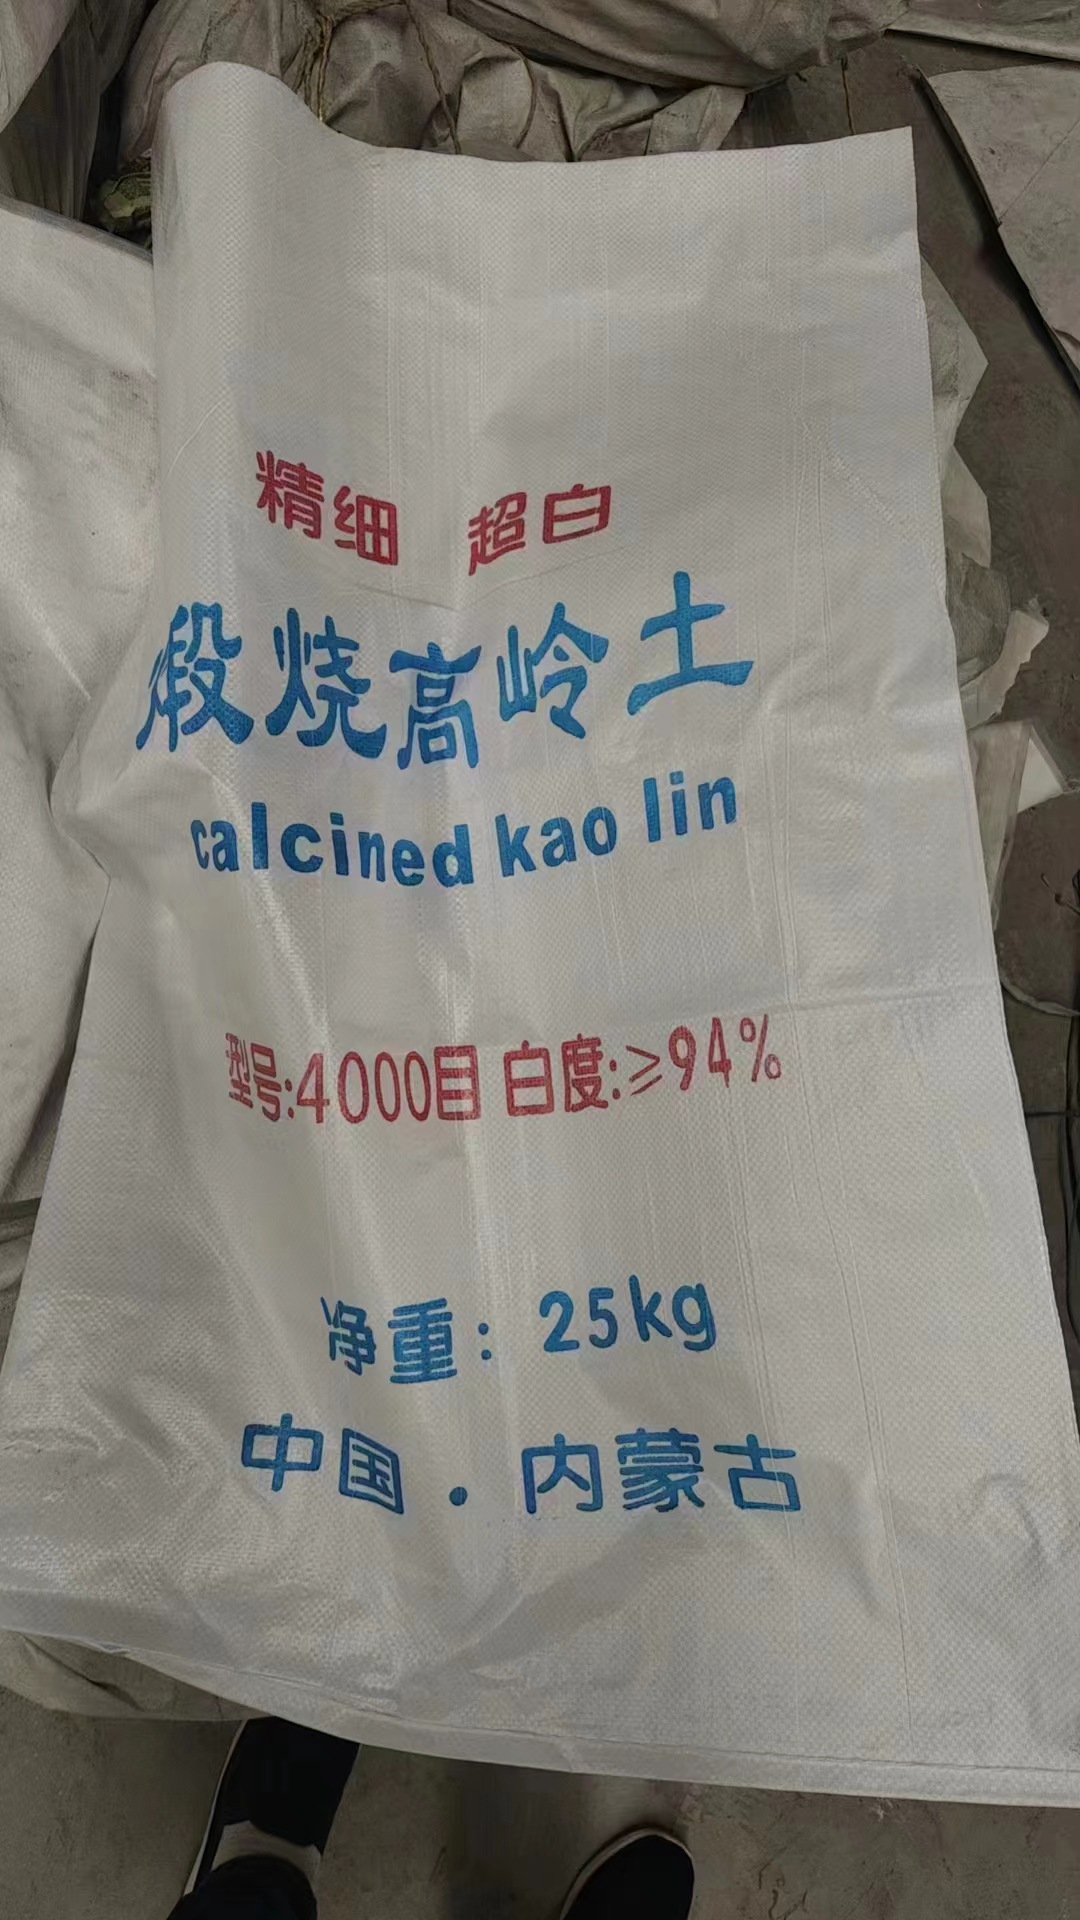 精细 超白
煅烧高岭土
calcined kao lin
型号:4000目 白度:≥94%
净重: 25kg
中国.内蒙古